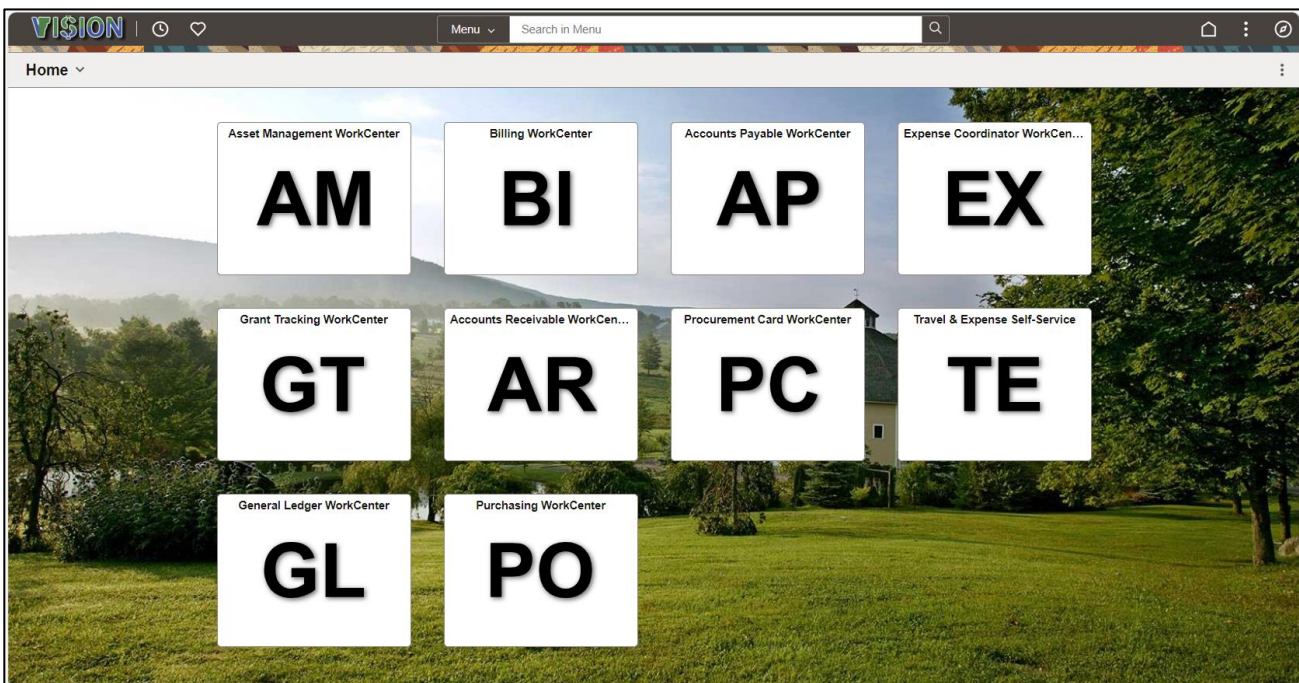 VISION
Menu
Search in Menu
Home
Asset Management WorkCenter
AM
Billing WorkCenter
BI
Accounts Payable WorkCenter
AP
Expense Coordinator WorkCen...
EX
Grant Tracking WorkCenter
GT
Accounts Receivable WorkCen...
AR
Procurement Card WorkCenter
PC
Travel & Expense Self-Service
TE
General Ledger WorkCenter
GL
Purchasing WorkCenter
PO